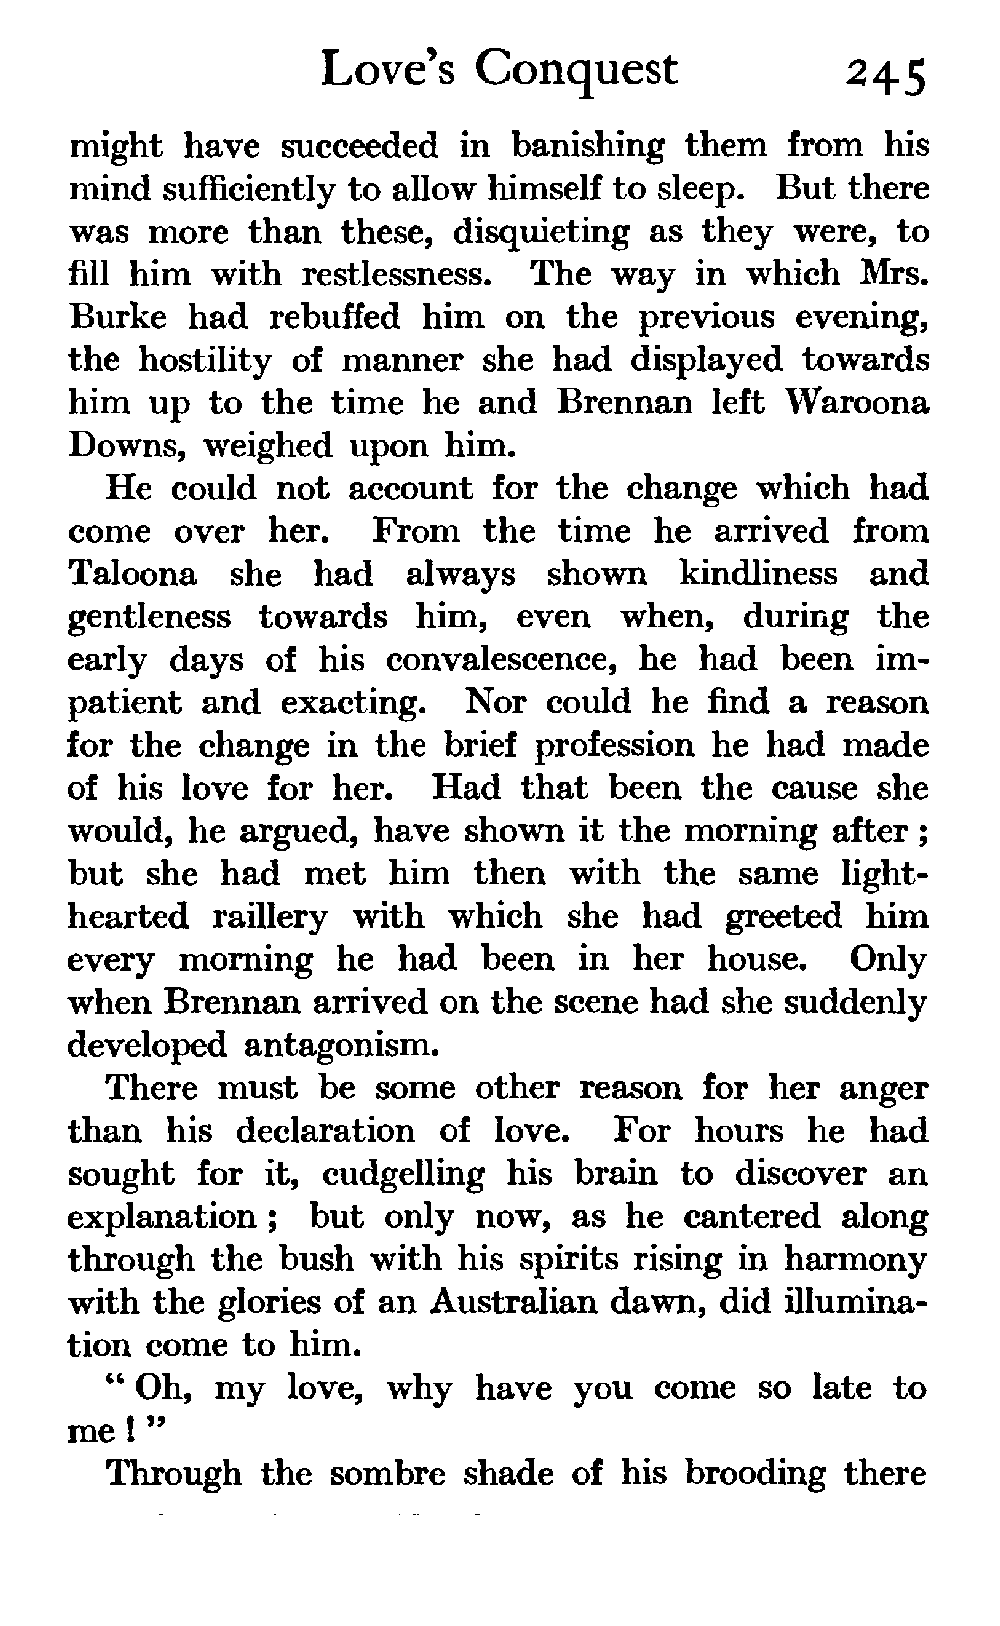 Love's Conquest 245
might have succeeded in banishing them from his
mind sufficiently to allow himself to sleep. But there
was more than these, disquieting as they were, to
fill him with restlessness. The way in which Mrs.
Burke had rebuffed him on the previous evening,
the hostility of manner she had displayed towards
him up to the time he and Brennan left Waroona
Downs, weighed upon him.
He could not account for the change which had
come over her. From the time he arrived from
Taloona she had always shown kindliness and
gentleness towards him, even when, during the
early days of his convalescence, he had been im-
patient and exacting. Nor could he find a reason
for the change in the brief profession he had made
of his love for her. Had that been the cause she
would, he argued, have shown it the morning after ;
but she had met him then with the same light-
hearted raillery with which she had greeted him
every morning he had been in her house. Only
when Brennan arrived on the scene had she suddenly
developed antagonism.
There must be some other reason for her anger
than his declaration of love. For hours he had
sought for it, cudgelling his brain to discover an
explanation ; but only now, as he cantered along
through the bush with his spirits rising in harmony
with the glories of an Australian dawn, did illumina-
tion come to him.
“ Oh, my love, why have you come so late to
me ! ”
Through the sombre shade of his brooding there